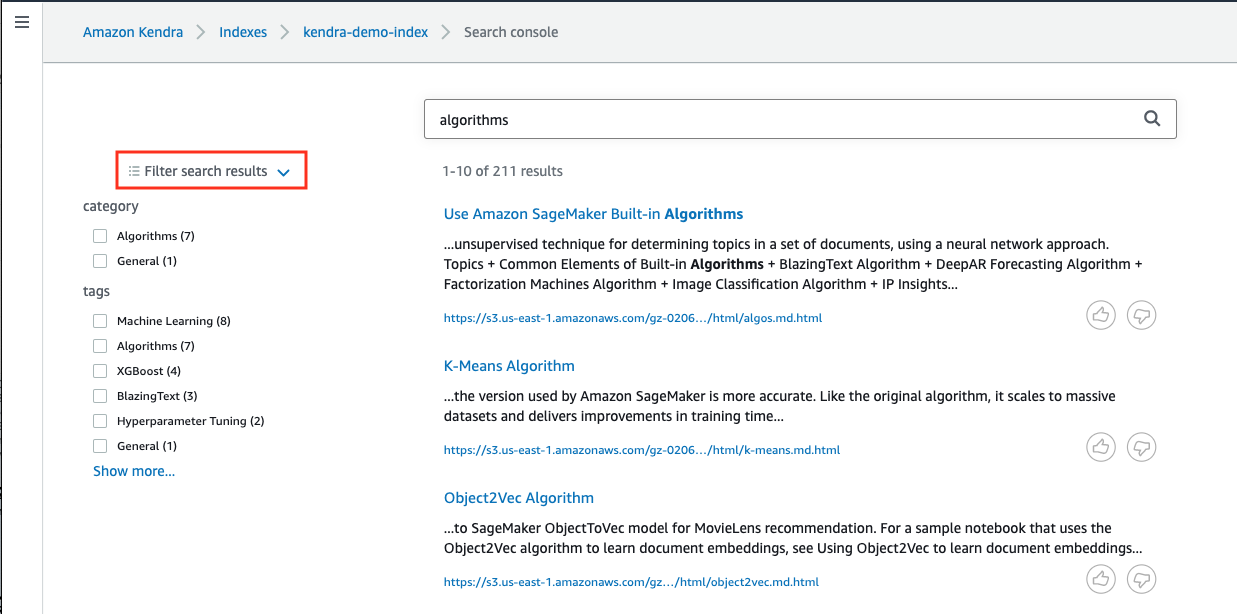 Amazon Kendra > Indexes > kendra-demo-index > Search console
algorithms
Filter search results
category
Algorithms (7)
General (1)
tags
Machine Learning (8)
Algorithms (7)
XGBoost (4)
BlazingText (3)
Hyperparameter Tuning (2)
General (1)
Show more...
1-10 of 211 results
Use Amazon SageMaker Built-in Algorithms
...unsupervised technique for determining topics in a set of documents, using a neural network approach.
Topics + Common Elements of Built-in Algorithms + BlazingText Algorithm + DeepAR Forecasting Algorithm +
Factorization Machines Algorithm + Image Classification Algorithm + IP Insights...
https://s3.us-east-1.amazonaws.com/gz-0206.../html/algos.md.html
K-Means Algorithm
...the version used by Amazon SageMaker is more accurate. Like the original algorithm, it scales to massive
datasets and delivers improvements in training time...
https://s3.us-east-1.amazonaws.com/gz-0206.../html/k-means.md.html
Object2Vec Algorithm
...to SageMaker ObjectToVec model for MovieLens recommendation. For a sample notebook that uses the
Object2Vec algorithm to learn document embeddings, see Using Object2Vec to learn document embeddings...
https://s3.us-east-1.amazonaws.com/gz.../html/object2vec.md.html